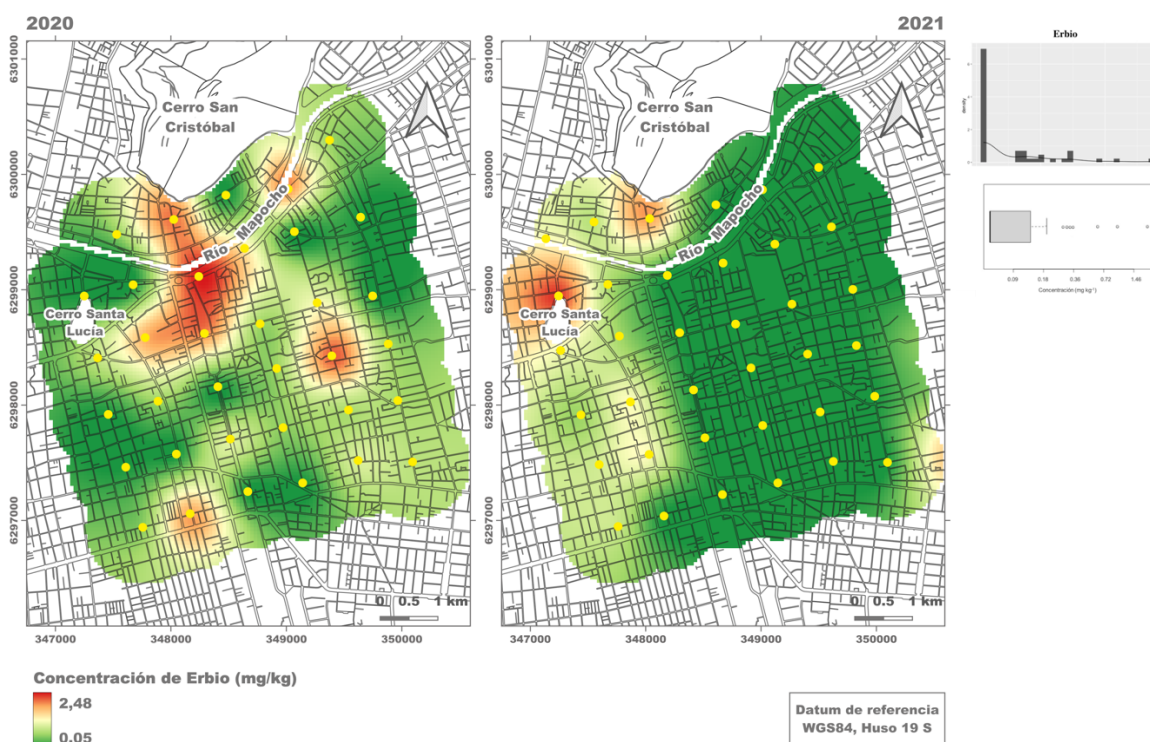 2020
2021
Erbio
6301000
6300000
6299000
6298000
6297000
Cerro San
Cristóbal
Río Mapocho
Cerro Santa
Lucía
0 0.5 1 km
347000 348000 349000 350000
6301000
6300000
6299000
6298000
6297000
Cerro San
Cristóbal
Río Mapocho
Cerro Santa
Lucía
0 0.5 1 km
347000 348000 349000 350000
density
0
2
4
6
0.09 0.18 0.36 0.72 1.46
Concentración (mg kg⁻¹)
Concentración de Erbio (mg/kg)
2,48
0,05
Datum de referencia
WGS84, Huso 19 S